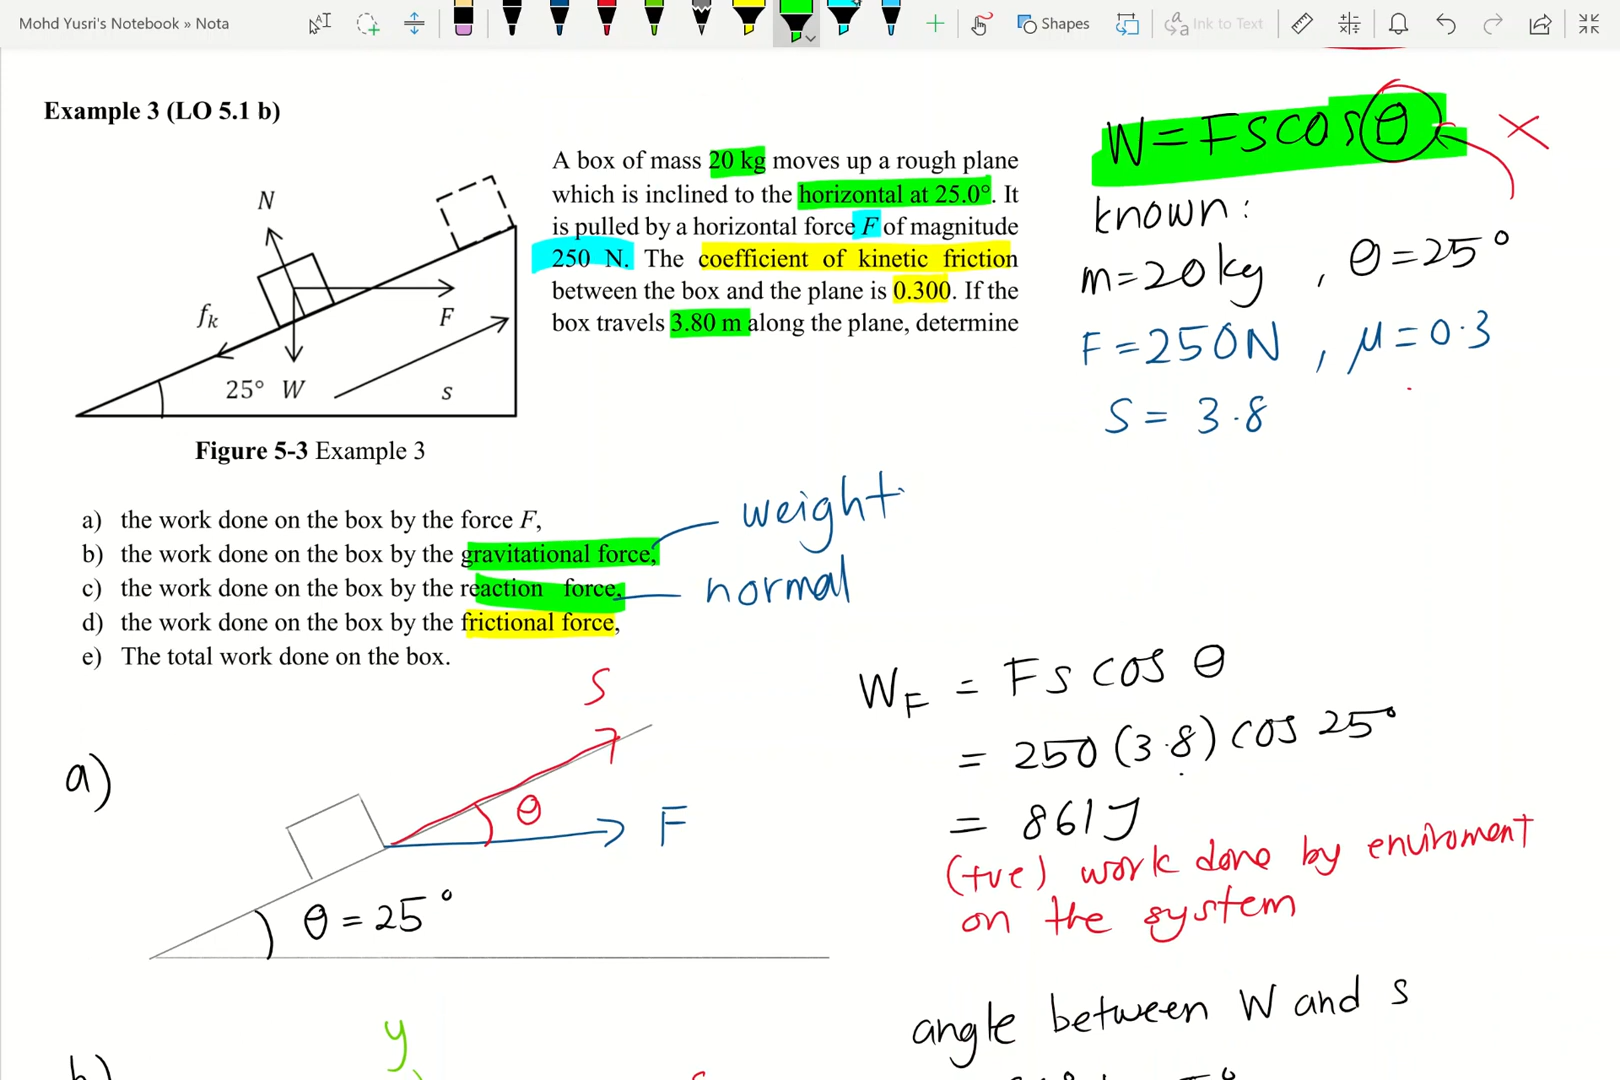 Mohd Yusri's Notebook » Nota
Shapes
Ink to Text
Example 3 (LO 5.1 b)
A box of mass 20 kg moves up a rough plane
which is inclined to the horizontal at 25.0°. It
is pulled by a horizontal force F of magnitude
250 N. The coefficient of kinetic friction
between the box and the plane is 0.300. If the
box travels 3.80 m along the plane, determine
N
fk
F
25° W
s
Figure 5-3 Example 3
W = FS cos θ
known:
m = 20 kg , θ = 25°
F = 250N , μ = 0.3
S = 3.8
a) the work done on the box by the force F,
b) the work done on the box by the gravitational force,
c) the work done on the box by the reaction force,
d) the work done on the box by the frictional force,
e) The total work done on the box.
weight
normal
a)
S
θ
F
θ = 25°
WF = Fs cos θ
= 250 (3.8) cos 25°
= 861 J
(+ve) work done by enviroment
on the system
angle between W and s
y
b)